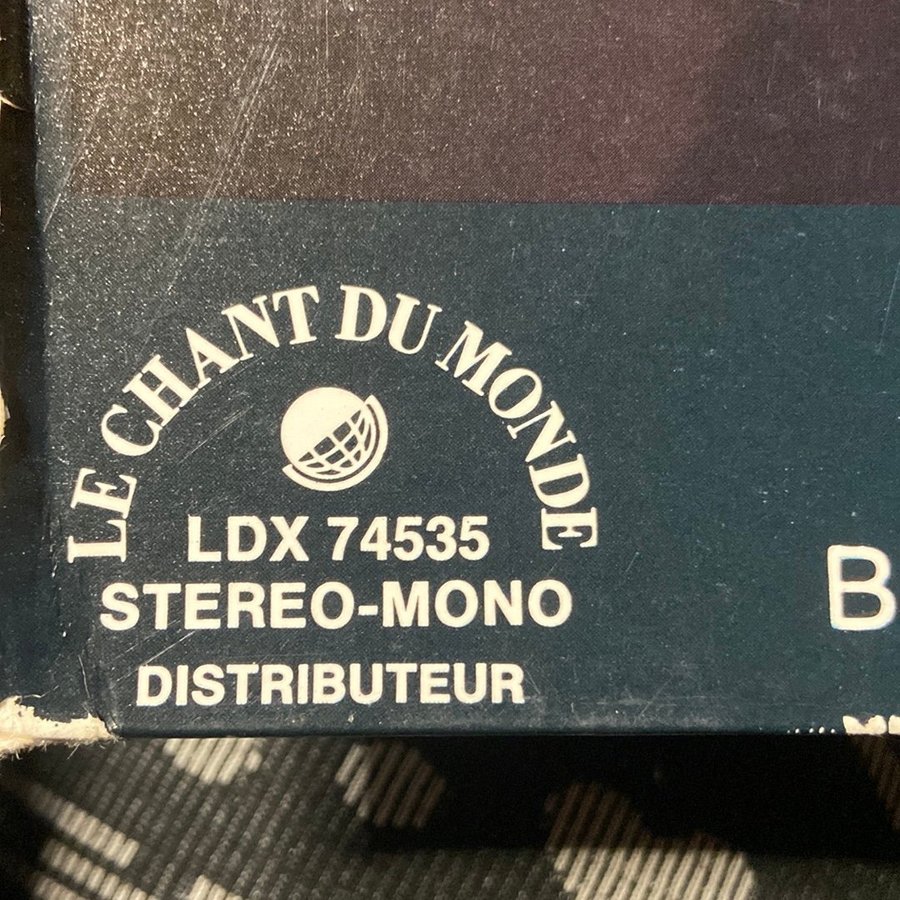 LE CHANT DU MONDE
LDX 74535
STEREO-MONO
DISTRIBUTEUR
B